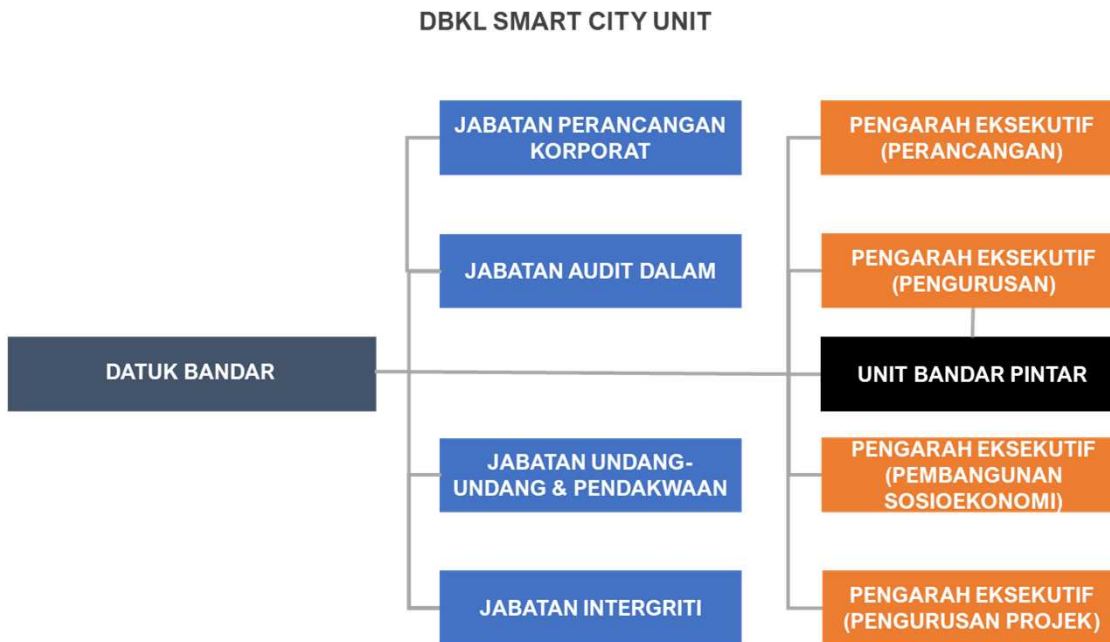 DBKL SMART CITY UNIT
JABATAN PERANCANGAN
KORPORAT
JABATAN AUDIT DALAM
DATUK BANDAR
JABATAN UNDANG-
UNDANG & PENDAKWAAN
JABATAN INTERGRITI
PENGARAH EKSEKUTIF
(PERANCANGAN)
PENGARAH EKSEKUTIF
(PENGURUSAN)
UNIT BANDAR PINTAR
PENGARAH EKSEKUTIF
(PEMBANGUNAN
SOSIOEKONOMI)
PENGARAH EKSEKUTIF
(PENGURUSAN PROJEK)